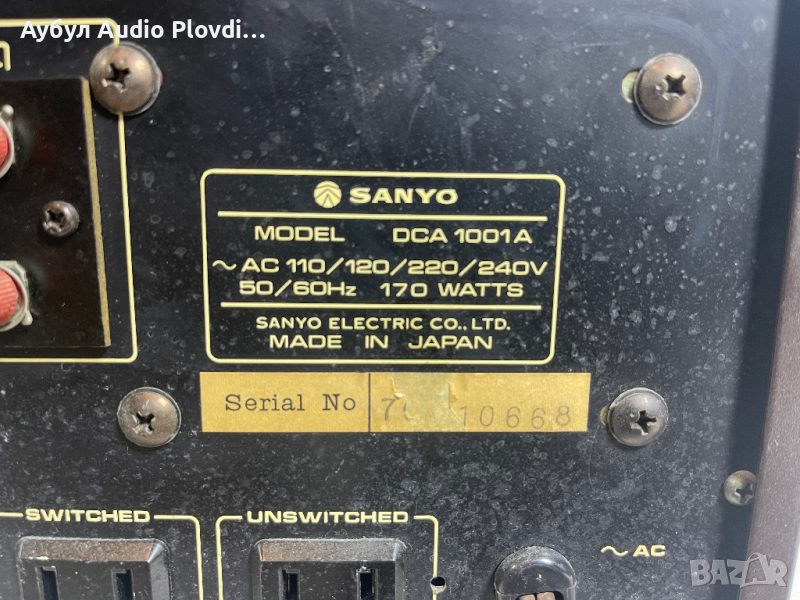 Аубул Audio Plovdi...
SANYO
MODEL DCA 1001A
~ AC 110/120/220/240V
50/60Hz 170 WATTS
SANYO ELECTRIC CO., LTD.
MADE IN JAPAN
Serial No
SWITCHED
UNSWITCHED
~ AC
BAZAR